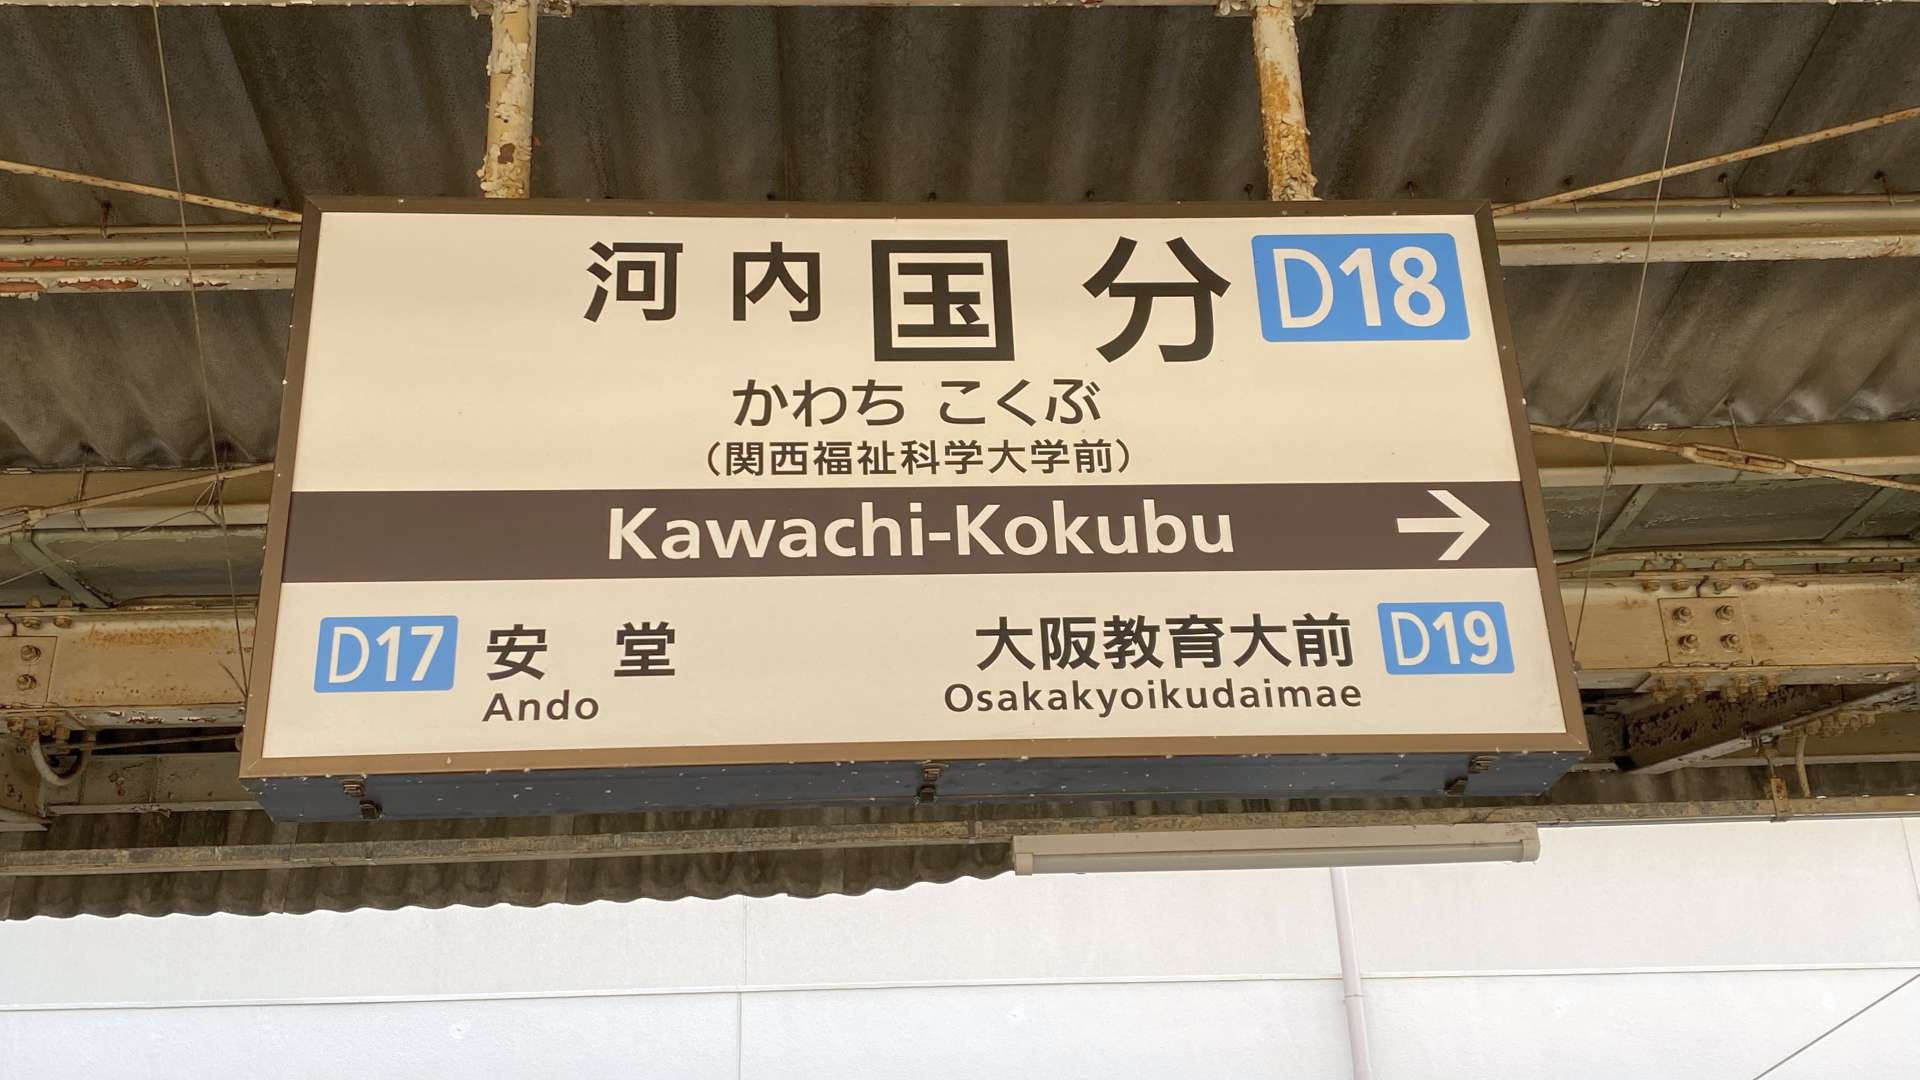 河内国分 D18
かわち こくぶ
（関西福祉科学大学前）
Kawachi-Kokubu →
D17 安堂
Ando
大阪教育大前 D19
Osakakyoikudaimae